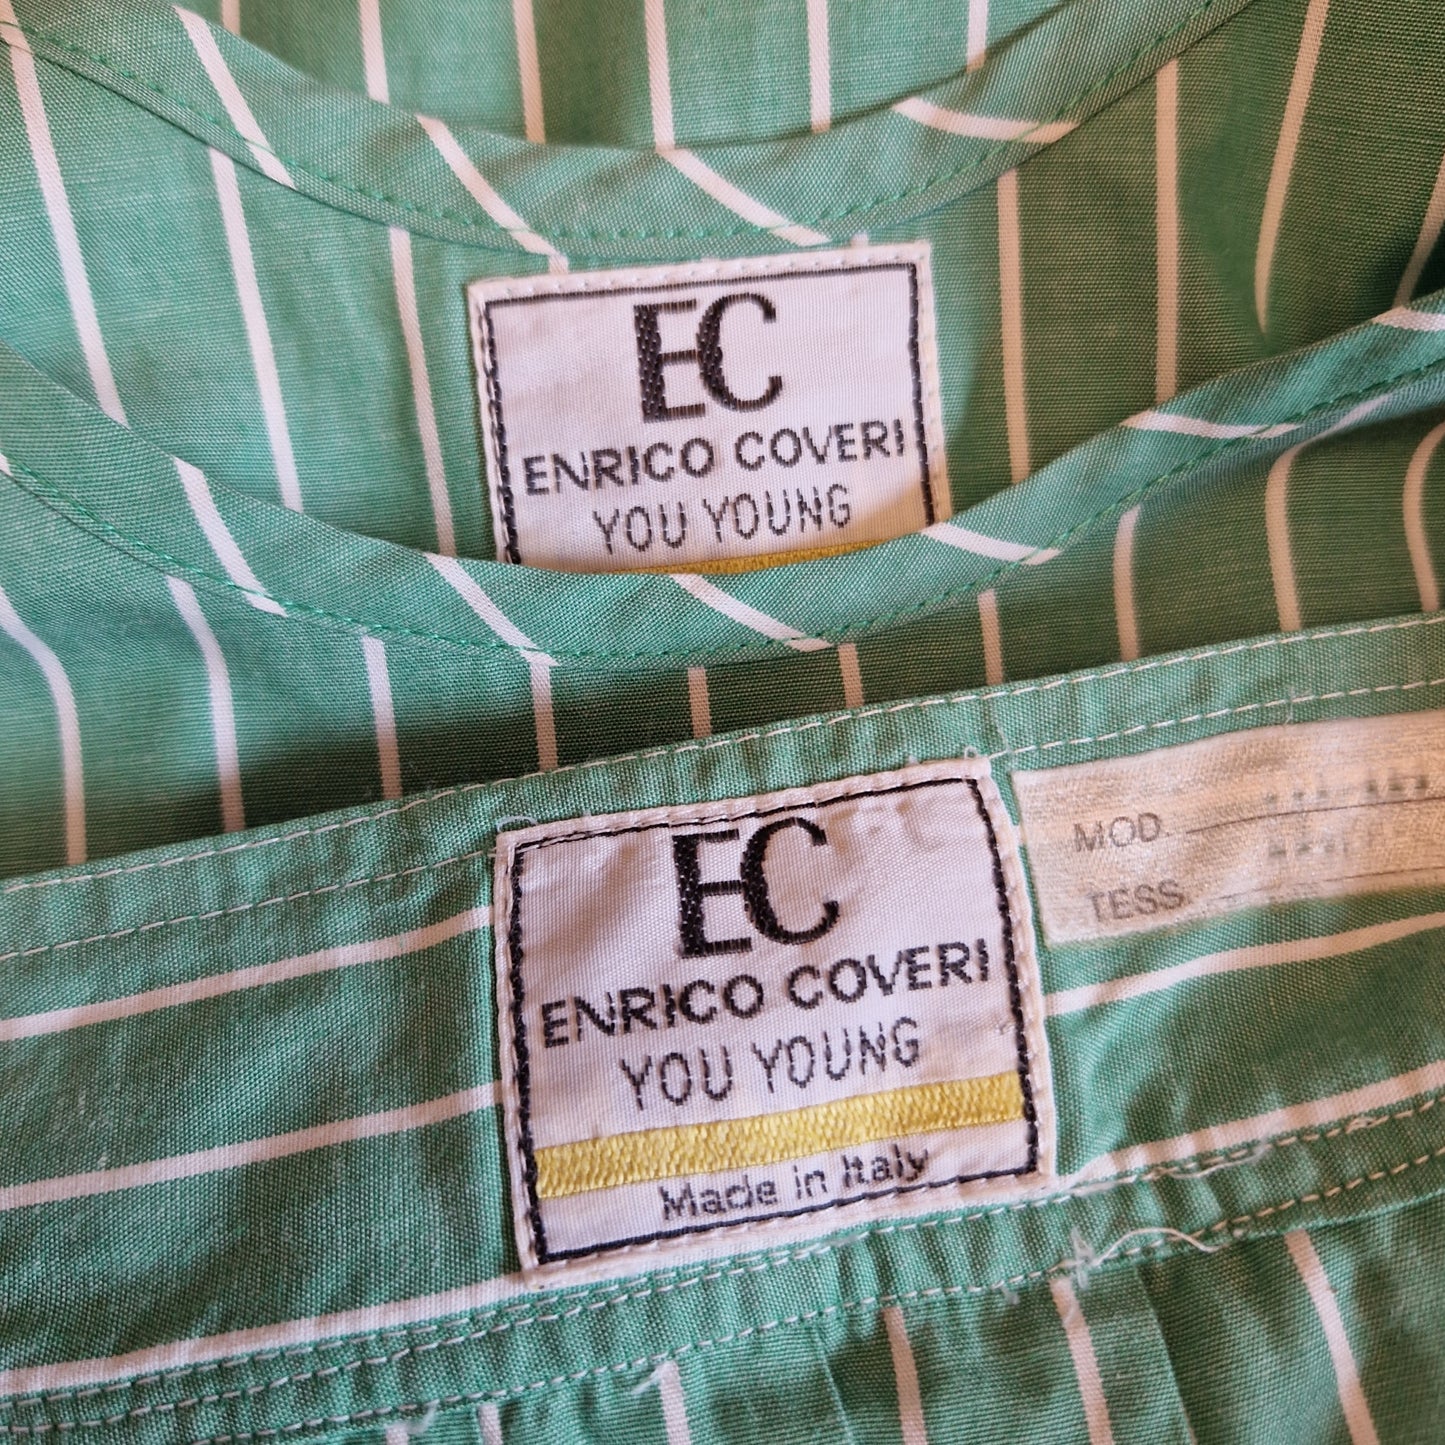 EC
ENRICO COVERI
YOU YOUNG
EC
ENRICO COVERI
YOU YOUNG
Made in Italy
MOD.
TESS.